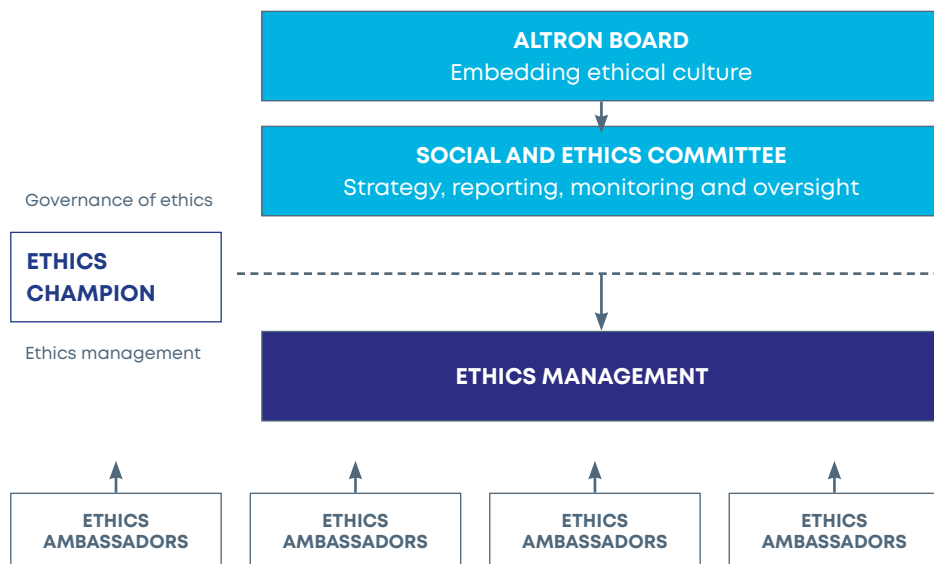 ALTRON BOARD
Embedding ethical culture
SOCIAL AND ETHICS COMMITTEE
Strategy, reporting, monitoring and oversight
Governance of ethics
ETHICS
CHAMPION
Ethics management
ETHICS MANAGEMENT
ETHICS
AMBASSADORS
ETHICS
AMBASSADORS
ETHICS
AMBASSADORS
ETHICS
AMBASSADORS